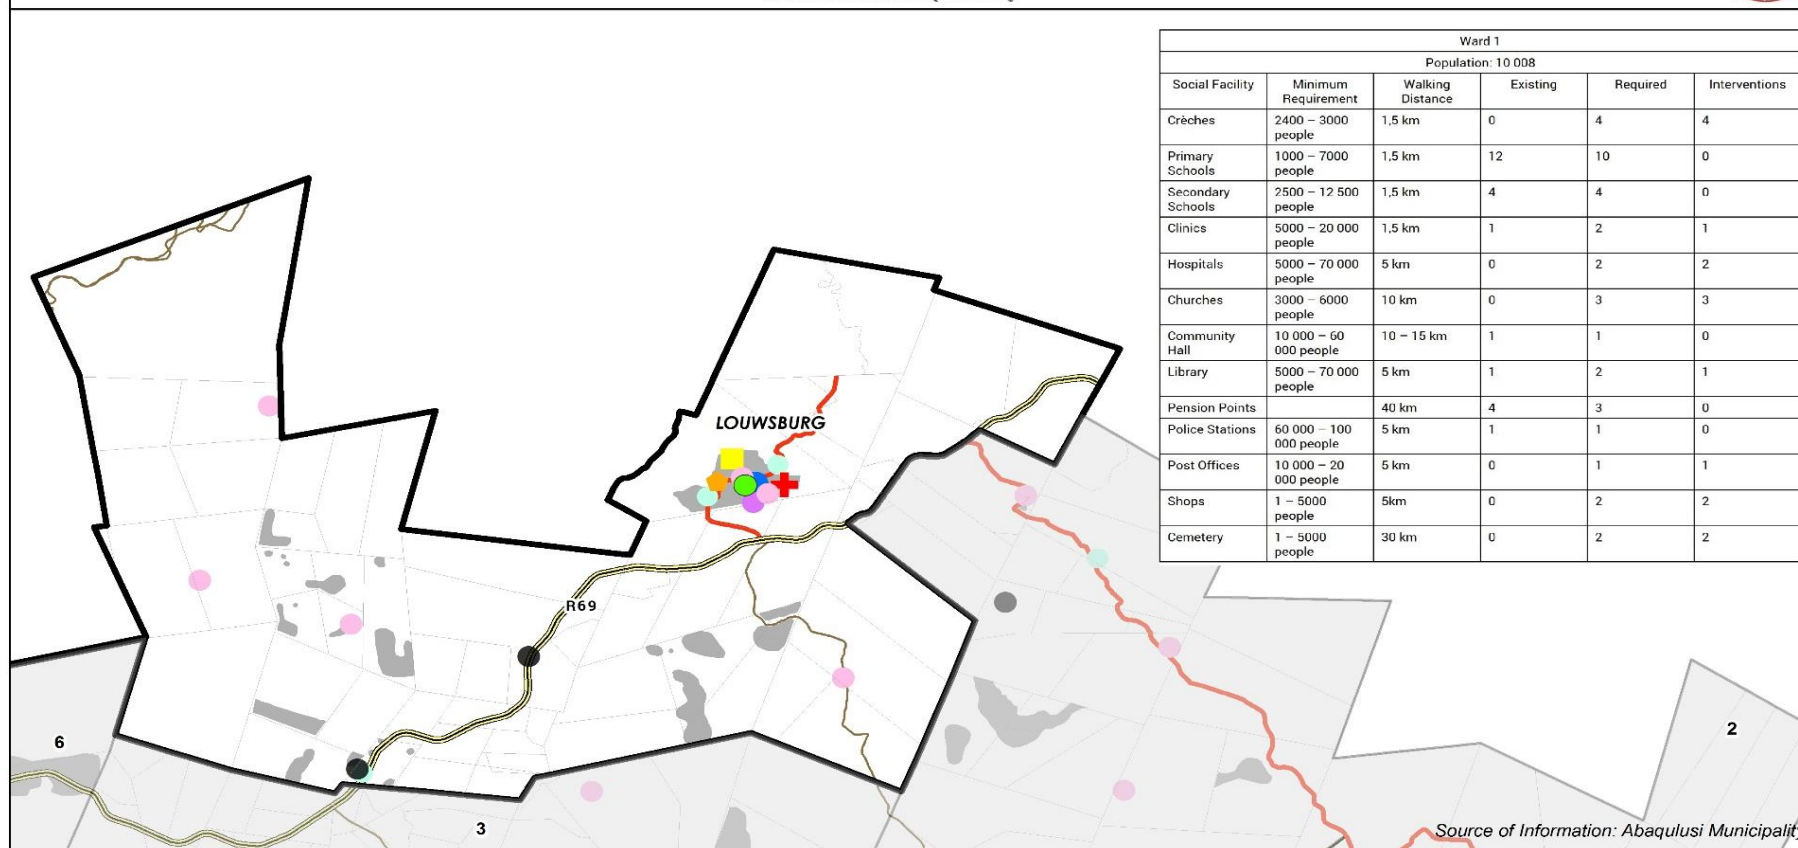 Ward 1
Population: 10 008
Social Facility Minimum Requirement Walking Distance Existing Required Interventions
Crèches 2400 – 3000 people 1,5 km 0 4 4
Primary Schools 1000 – 7000 people 1,5 km 12 10 0
Secondary Schools 2500 – 12 500 people 1,5 km 4 4 0
Clinics 5000 – 20 000 people 1,5 km 1 2 1
Hospitals 5000 – 70 000 people 5 km 0 2 2
Churches 3000 – 6000 people 10 km 0 3 3
Community Hall 10 000 – 60 000 people 10 – 15 km 1 1 0
Library 5000 – 70 000 people 5 km 1 2 1
Pension Points 40 km 4 3 0
Police Stations 60 000 – 100 000 people 5 km 1 1 0
Post Offices 10 000 – 20 000 people 5 km 0 1 1
Shops 1 – 5000 people 5km 0 2 2
Cemetery 1 – 5000 people 30 km 0 2 2
LOUWSBURG
R69
6
2
3
Source of Information: Abaqulusi Municipality